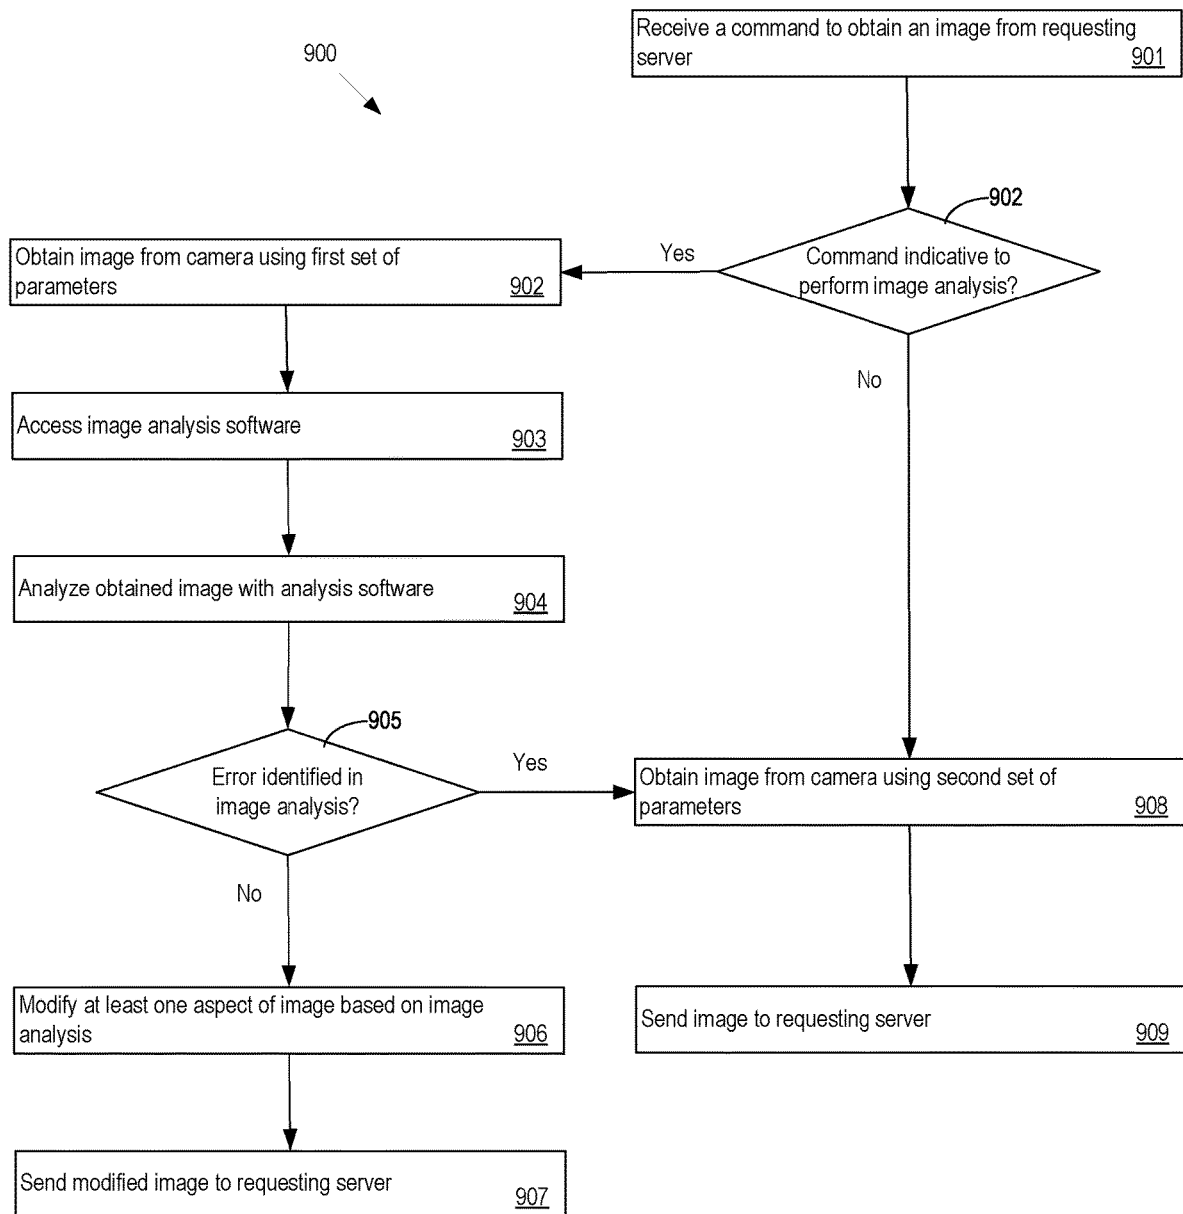 900
Receive a command to obtain an image from requesting
server 901
902
Command indicative to
perform image analysis?
Yes
No
Obtain image from camera using first set of
parameters 902
Access image analysis software 903
Analyze obtained image with analysis software 904
905
Error identified in
image analysis?
Yes
No
Obtain image from camera using second set of
parameters 908
Modify at least one aspect of image based on image
analysis 906
Send image to requesting server 909
Send modified image to requesting server 907